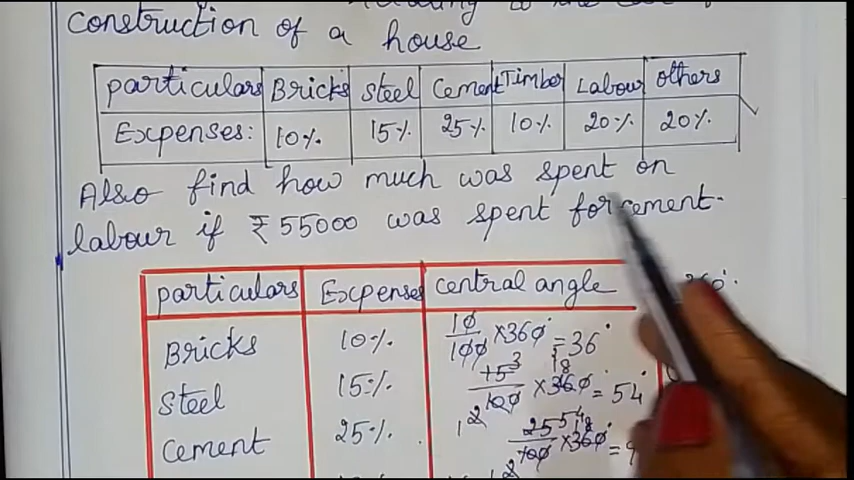 construction of a house
Particulars Bricks Steel Cement Timber Labour Others
Expenses: 10% 15% 25% 10% 20% 20%
Also find how much was spent on
labour if ₹ 55000 was spent for cement.
particulars Expenses central angle 360°
Bricks 10% 10/100 × 360° = 36°
Steel 15% 15/100 × 360° = 54°
Cement 25% 25/100 × 360° = 9